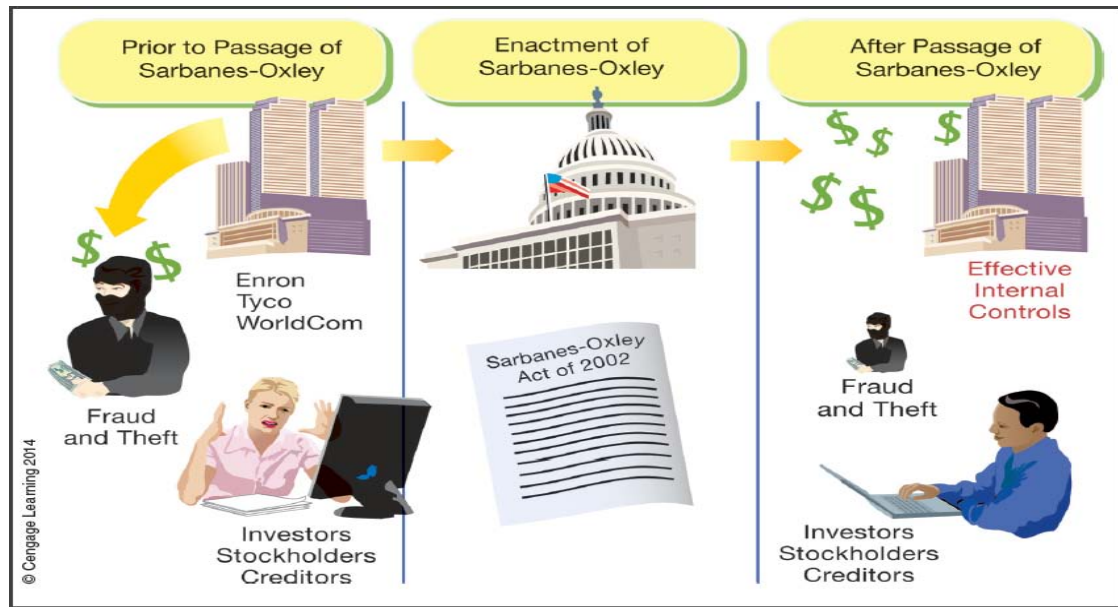 Prior to Passage of
Sarbanes-Oxley
Enactment of
Sarbanes-Oxley
After Passage of
Sarbanes-Oxley
$ $
Enron
Tyco
WorldCom
Fraud
and Theft
Investors
Stockholders
Creditors
Sarbanes-Oxley
Act of 2002
$ $ $
$ $
Effective
Internal
Controls
Fraud
and Theft
Investors
Stockholders
Creditors
© Cengage Learning 2014